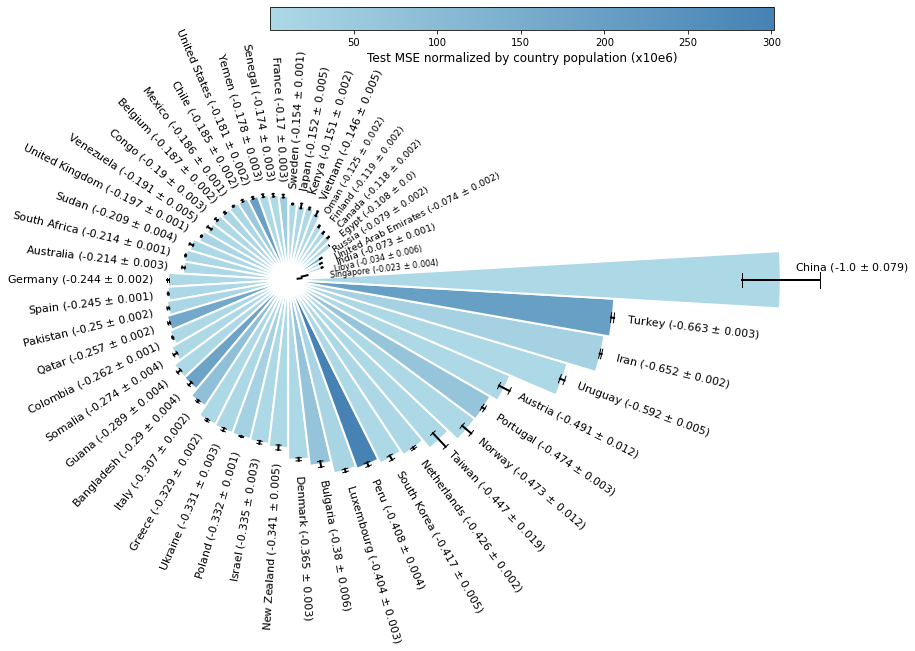 50
100
150
200
250
300
Test MSE normalized by country population (x10e6)
China (-1.0 ± 0.079)
Turkey (-0.663 ± 0.003)
Iran (-0.652 ± 0.002)
Uruguay (-0.592 ± 0.005)
Austria (-0.491 ± 0.012)
Portugal (-0.474 ± 0.003)
Norway (-0.473 ± 0.012)
Taiwan (-0.447 ± 0.019)
Netherlands (-0.426 ± 0.002)
South Korea (-0.417 ± 0.005)
Peru (-0.408 ± 0.004)
Luxembourg (-0.404 ± 0.003)
Bulgaria (-0.38 ± 0.006)
Denmark (-0.365 ± 0.003)
New Zealand (-0.341 ± 0.005)
Israel (-0.335 ± 0.003)
Poland (-0.332 ± 0.001)
Ukraine (-0.331 ± 0.003)
Greece (-0.329 ± 0.002)
Italy (-0.307 ± 0.002)
Bangladesh (-0.29 ± 0.004)
Guana (-0.289 ± 0.004)
Somalia (-0.274 ± 0.004)
Colombia (-0.262 ± 0.001)
Qatar (-0.257 ± 0.002)
Pakistan (-0.25 ± 0.002)
Spain (-0.245 ± 0.001)
Germany (-0.244 ± 0.002)
Australia (-0.214 ± 0.003)
South Africa (-0.214 ± 0.001)
Sudan (-0.209 ± 0.004)
United Kingdom (-0.197 ± 0.001)
Venezuela (-0.191 ± 0.005)
Congo (-0.19 ± 0.003)
Belgium (-0.187 ± 0.002)
Mexico (-0.186 ± 0.001)
Chile (-0.185 ± 0.002)
United States (-0.181 ± 0.002)
Yemen (-0.178 ± 0.003)
Senegal (-0.174 ± 0.003)
France (-0.17 ± 0.003)
Sweden (-0.154 ± 0.001)
Japan (-0.152 ± 0.005)
Kenya (-0.151 ± 0.002)
Vietnam (-0.146 ± 0.005)
Oman (-0.125 ± 0.002)
Finland (-0.119 ± 0.002)
Canada (-0.118 ± 0.002)
Egypt (-0.108 ± 0.0)
Russia (-0.079 ± 0.002)
United Arab Emirates (-0.074 ± 0.002)
India (-0.073 ± 0.001)
Libya (-0.034 ± 0.006)
Singapore (-0.023 ± 0.004)